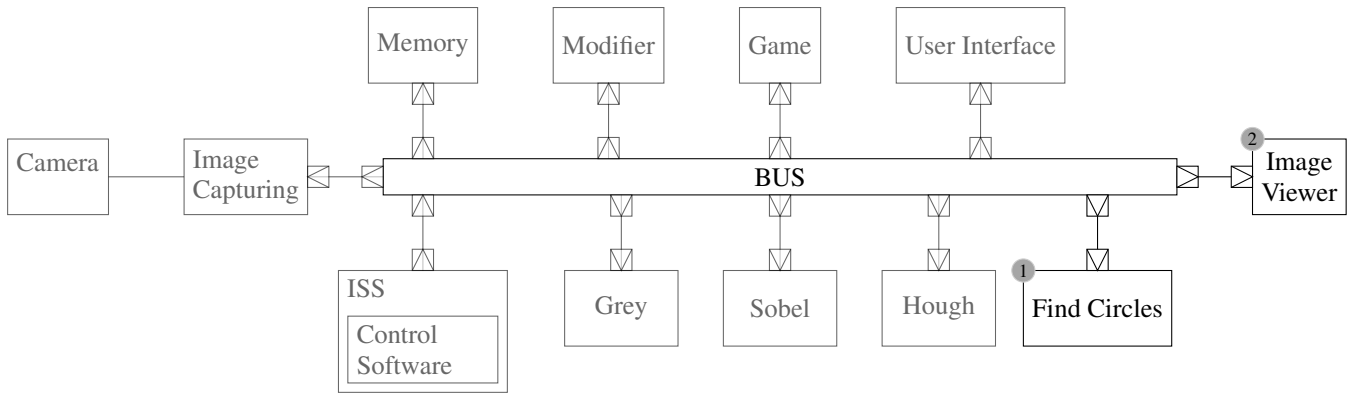 Memory
Modifier
Game
User Interface
Camera
Image
Capturing
BUS
2
Image
Viewer
ISS
Control
Software
Grey
Sobel
Hough
1
Find Circles